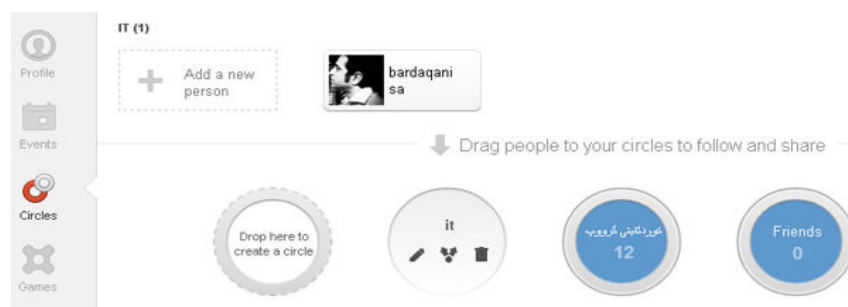 IT (1)
Profile
Add a new
person
bardaqani
sa
Events
Drag people to your circles to follow and share
Circles
Drop here to
create a circle
it
12
Friends
0
Games